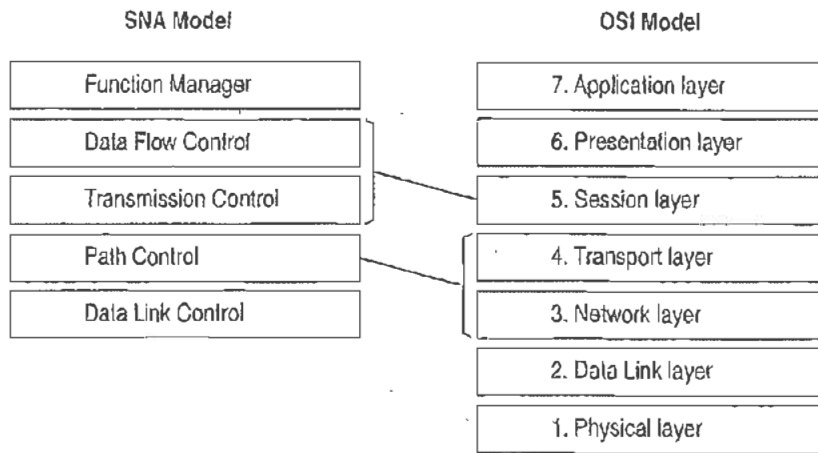 SNA Model
Function Manager
Data Flow Control
Transmission Control
Path Control
Data Link Control
OSI Model
7. Application layer
6. Presentation layer
5. Session layer
4. Transport layer
3. Network layer
2. Data Link layer
1. Physical layer